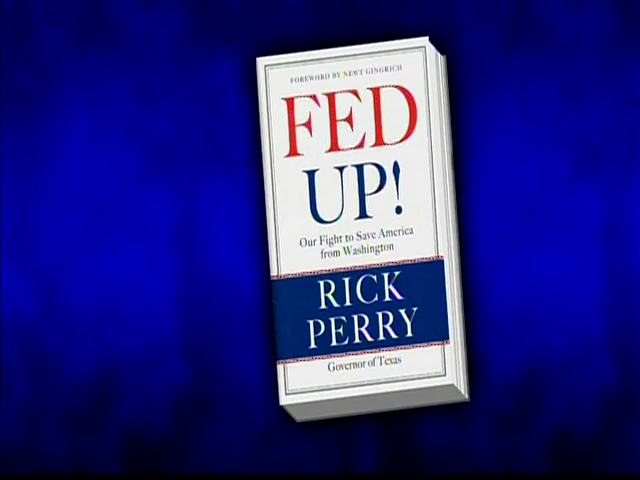 FOREWORD BY NEWT GINGRICH
FED
UP!
Our Fight to Save America
from Washington
RICK
PERRY
Governor of Texas